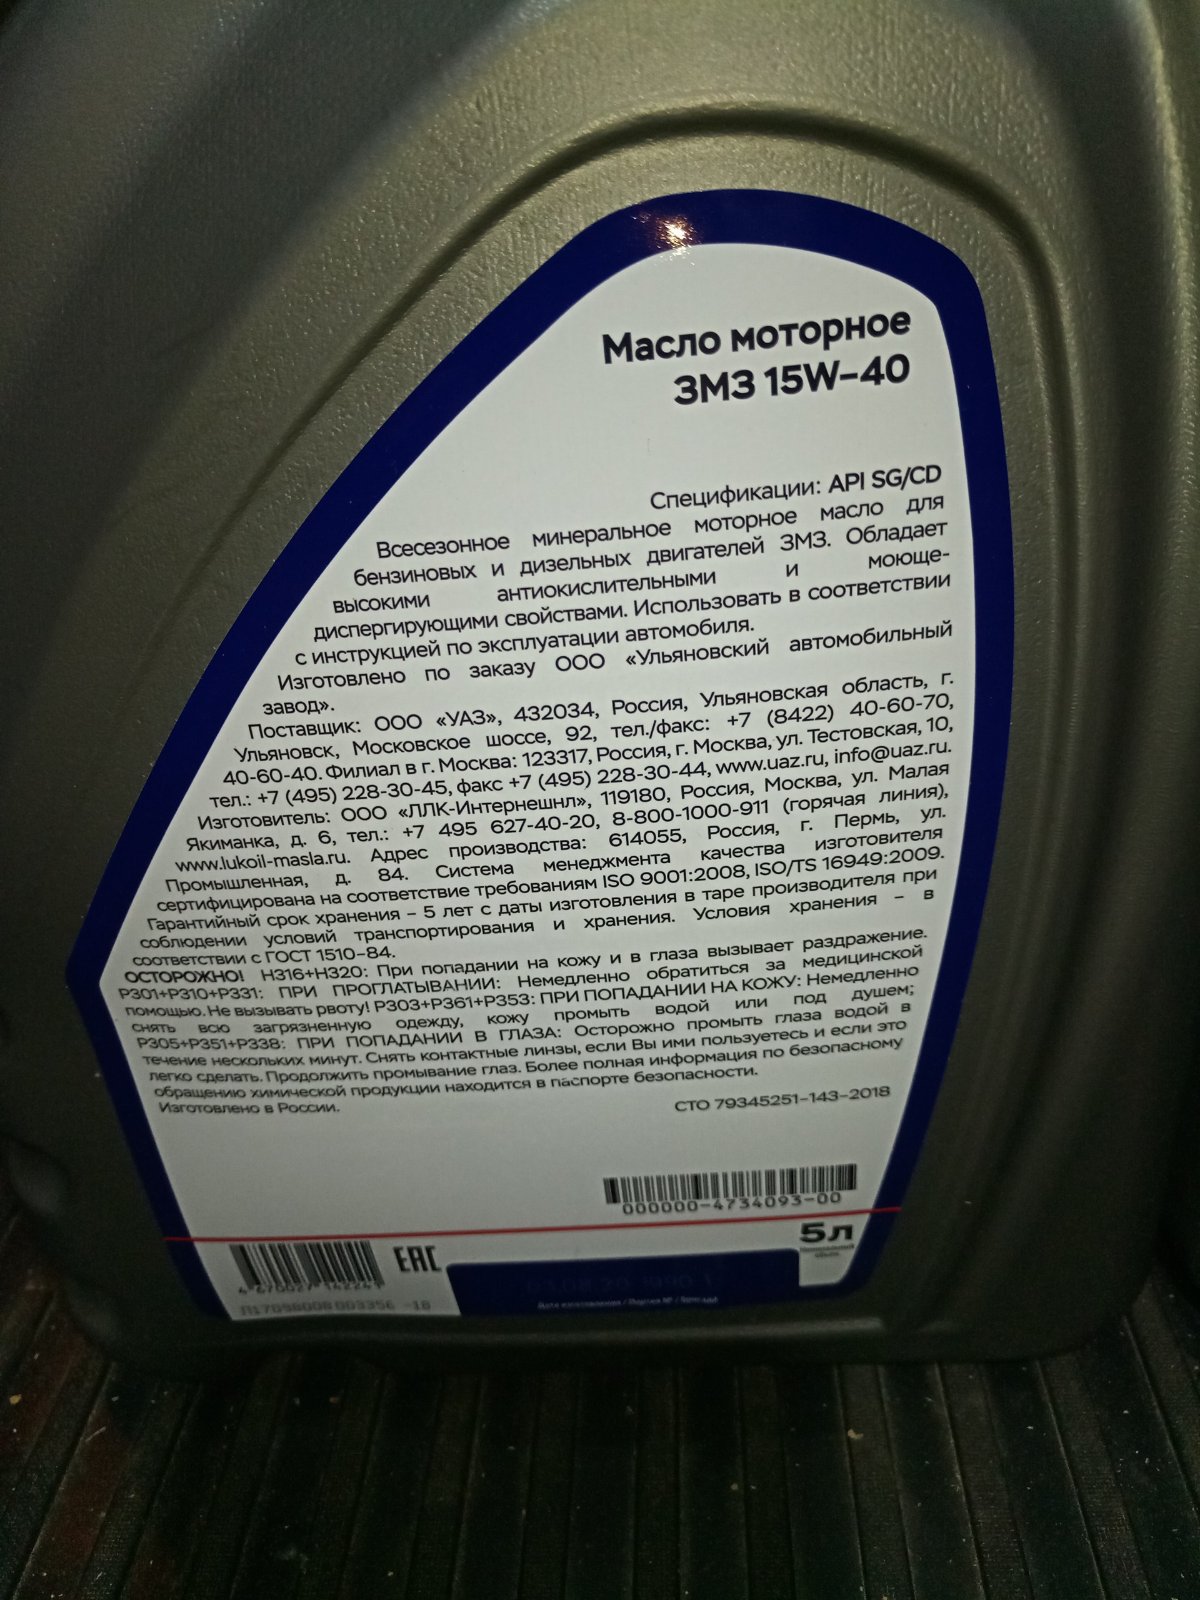 Масло моторное
ЗМЗ 15W-40
Спецификации: API SG/CD
Всесезонное минеральное моторное масло для
бензиновых и дизельных двигателей ЗМЗ. Обладает
высокими антиокислительными и моюще-
диспергирующими свойствами. Использовать в соответствии
с инструкцией по эксплуатации автомобиля.
Изготовлено по заказу ООО «Ульяновский автомобильный
завод».
Поставщик: ООО «УАЗ», 432034, Россия, Ульяновская область, г.
Ульяновск, Московское шоссе, 92, тел./факс: +7 (8422) 40-60-70,
40-60-40. Филиал в г. Москва: 123317, Россия, г. Москва, ул. Тестовская, 10,
тел.: +7 (495) 228-30-45, факс +7 (495) 228-30-44, www.uaz.ru, info@uaz.ru.
Изготовитель: ООО «ЛЛК-Интернешнл», 119180, Россия, Москва, ул. Малая
Якиманка, д. 6, тел.: +7 495 627-40-20, 8-800-1000-911 (горячая линия),
www.lukoil-masla.ru. Адрес производства: 614055, Россия, г. Пермь, ул.
Промышленная, д. 84. Система менеджмента качества изготовителя
сертифицирована на соответствие требованиям ISO 9001:2008, ISO/TS 16949:2009.
Гарантийный срок хранения – 5 лет с даты изготовления в таре производителя при
соблюдении условий транспортирования и хранения. Условия хранения – в
соответствии с ГОСТ 1510-84.
ОСТОРОЖНО! H316+H320: При попадании на кожу и в глаза вызывает раздражение.
P301+P310+P331: ПРИ ПРОГЛАТЫВАНИИ: Немедленно обратиться за медицинской
помощью. Не вызывать рвоту! P303+P361+P353: ПРИ ПОПАДАНИИ НА КОЖУ: Немедленно
снять всю загрязненную одежду, кожу промыть водой или под душем;
P305+P351+P338: ПРИ ПОПАДАНИИ В ГЛАЗА: Осторожно промыть глаза водой в
течение нескольких минут. Снять контактные линзы, если Вы ими пользуетесь и если это
легко сделать. Продолжить промывание глаз. Более полная информация по безопасному
обращению химической продукции находится в паспорте безопасности.
Изготовлено в России.
СТО 79345251-143-2018
000000-4734093-00
5л
EAC
Дата изготовления / Партия №